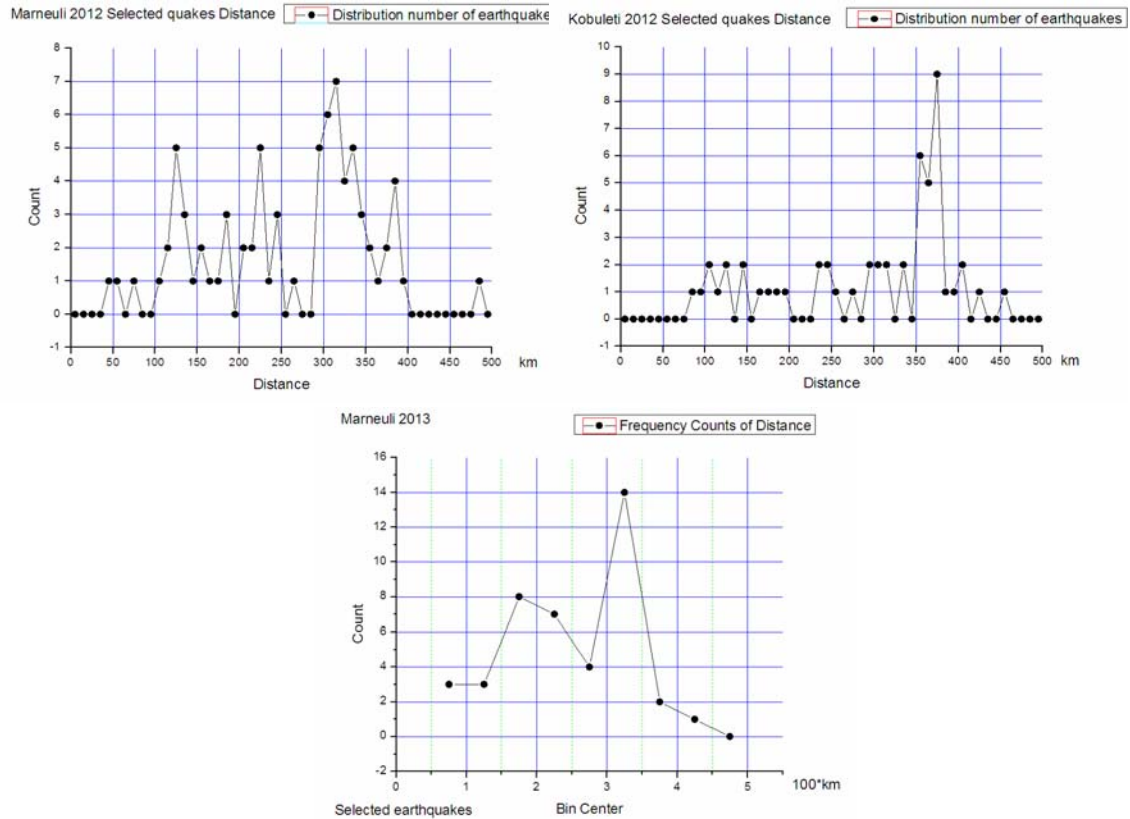 Marneuli 2012 Selected quakes Distance
Distribution number of earthquake
8
7
6
5
4
3
2
1
0
-1
Count
0 50 100 150 200 250 300 350 400 450 500
km
Distance
Kobuleti 2012 Selected quakes Distance
Distribution number of earthquakes
10
9
8
7
6
5
4
3
2
1
0
-1
Count
0 50 100 150 200 250 300 350 400 450 500
km
Distance
Marneuli 2013
Frequency Counts of Distance
16
14
12
10
8
6
4
2
0
-2
Count
0 1 2 3 4 5
100*km
Selected earthquakes
Bin Center